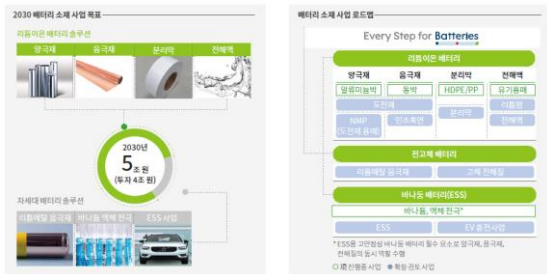 2030 배터리 소재 사업 목표
리튬이온 배터리 솔루션
양극재 음극재 분리막 전해액
2030년
5조 원
(투자 4조 원)
차세대 배터리 솔루션
리튬메탈 음극재 바나듐 액체 전극 ESS 사업
배터리 소재 사업 로드맵
Every Step for Batteries
리튬이온 배터리
양극재 음극재 분리막 전해액
알류미늄박 동박 HDPE/PP 유기용매
도전재 리튬염
NMP 인조흑연 분리막 전해액
(도전재 용매)
전고체 배터리
리튬메탈 음극재 고체 전해질
바나듐 배터리(ESS)
바나듐, 액체 전극*
ESS EV 충전사업
*ESS용 고안정성 바나듐 배터리 필수 요소로 양극재, 음극재,
전해질의 동시 역할 수행
現 진행중 사업 확장 검토 사업